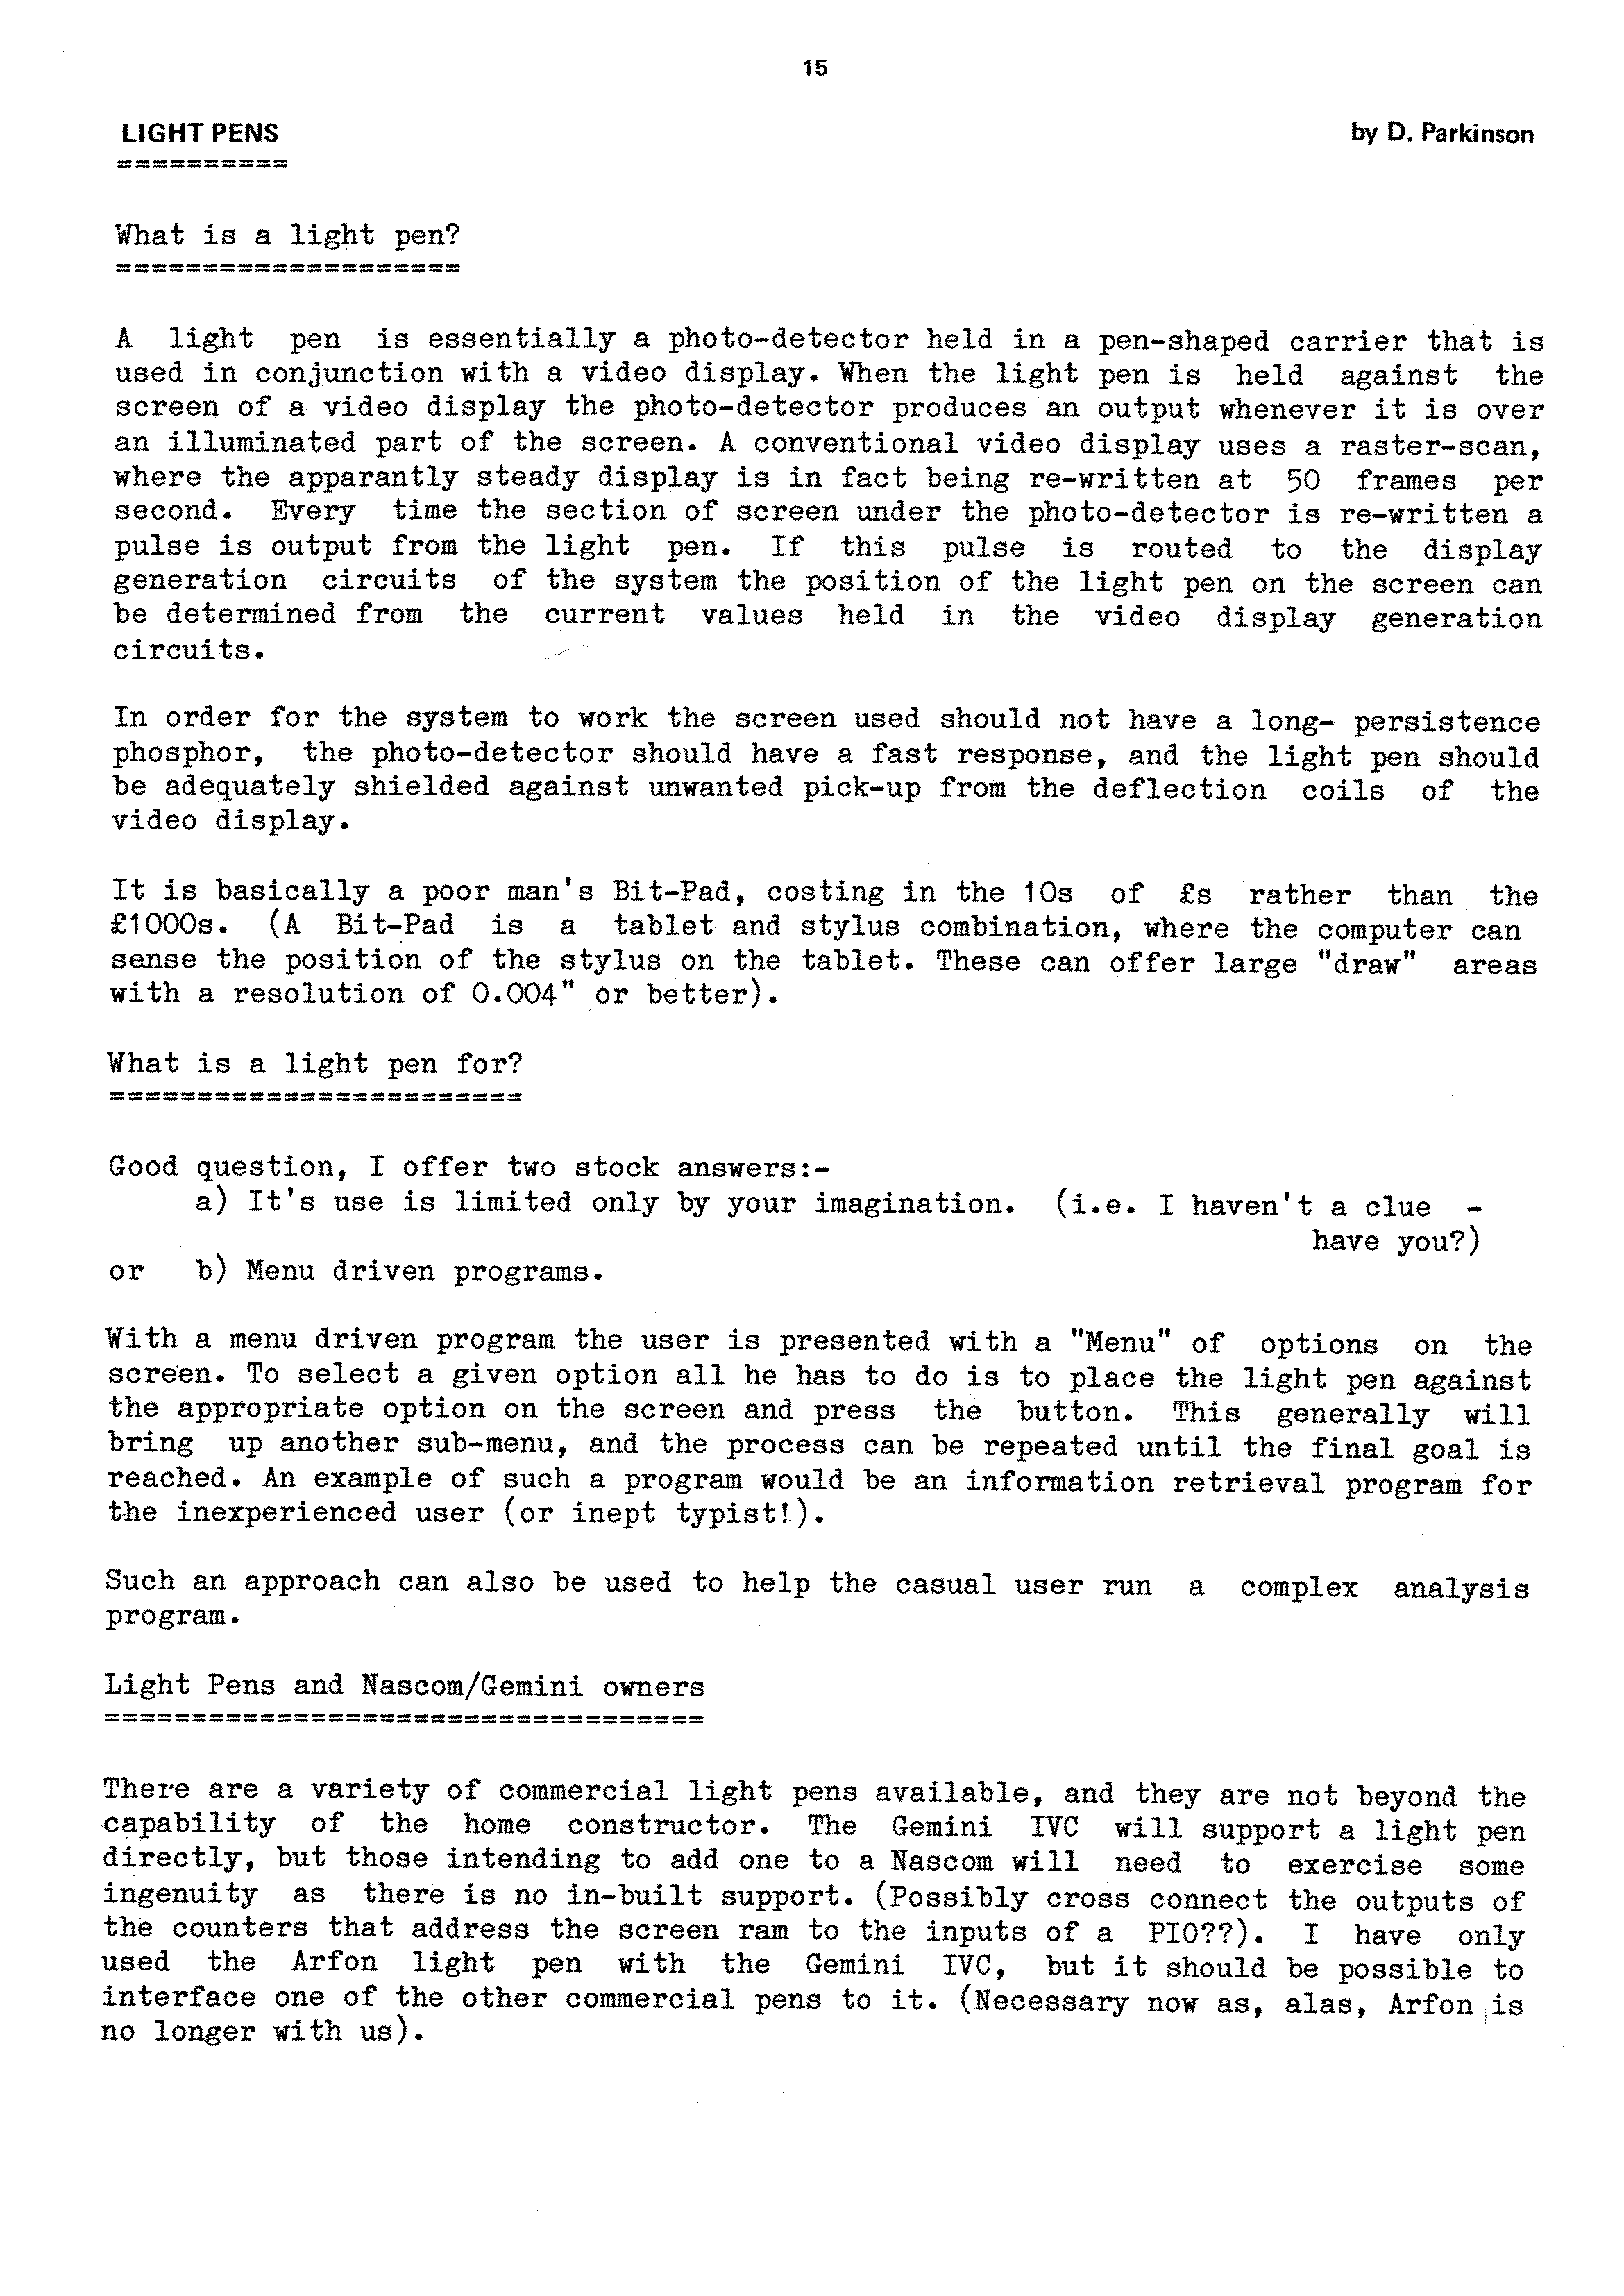 15
LIGHT PENS by D. Parkinson
==========
What is a light pen?
====================
A light pen is essentially a photo-detector held in a pen-shaped carrier that is
used in conjunction with a video display. When the light pen is held against the
screen of a video display the photo-detector produces an output whenever it is over
an illuminated part of the screen. A conventional video display uses a raster-scan,
where the apparantly steady display is in fact being re-written at 50 frames per
second. Every time the section of screen under the photo-detector is re-written a
pulse is output from the light pen. If this pulse is routed to the display
generation circuits of the system the position of the light pen on the screen can
be determined from the current values held in the video display generation
circuits.
In order for the system to work the screen used should not have a long- persistence
phosphor, the photo-detector should have a fast response, and the light pen should
be adequately shielded against unwanted pick-up from the deflection coils of the
video display.
It is basically a poor man's Bit-Pad, costing in the 10s of £s rather than the
£1000s. (A Bit-Pad is a tablet and stylus combination, where the computer can
sense the position of the stylus on the tablet. These can offer large "draw" areas
with a resolution of 0.004" or better).
What is a light pen for?
========================
Good question, I offer two stock answers:-
a) It's use is limited only by your imagination. (i.e. I haven't a clue -
have you?)
or b) Menu driven programs.
With a menu driven program the user is presented with a "Menu" of options on the
screen. To select a given option all he has to do is to place the light pen against
the appropriate option on the screen and press the button. This generally will
bring up another sub-menu, and the process can be repeated until the final goal is
reached. An example of such a program would be an information retrieval program for
the inexperienced user (or inept typist!).
Such an approach can also be used to help the casual user run a complex analysis
program.
Light Pens and Nascom/Gemini owners
===================================
There are a variety of commercial light pens available, and they are not beyond the
capability of the home constructor. The Gemini IVC will support a light pen
directly, but those intending to add one to a Nascom will need to exercise some
ingenuity as there is no in-built support. (Possibly cross connect the outputs of
the counters that address the screen ram to the inputs of a PIO??). I have only
used the Arfon light pen with the Gemini IVC, but it should be possible to
interface one of the other commercial pens to it. (Necessary now as, alas, Arfon is
no longer with us).